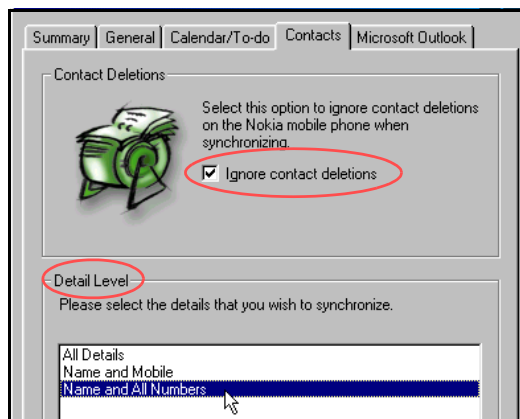 Summary General Calendar/To-do Contacts Microsoft Outlook
Contact Deletions
Select this option to ignore contact deletions
on the Nokia mobile phone when
synchronizing.
Ignore contact deletions
Detail Level
Please select the details that you wish to synchronize.
All Details
Name and Mobile
Name and All Numbers